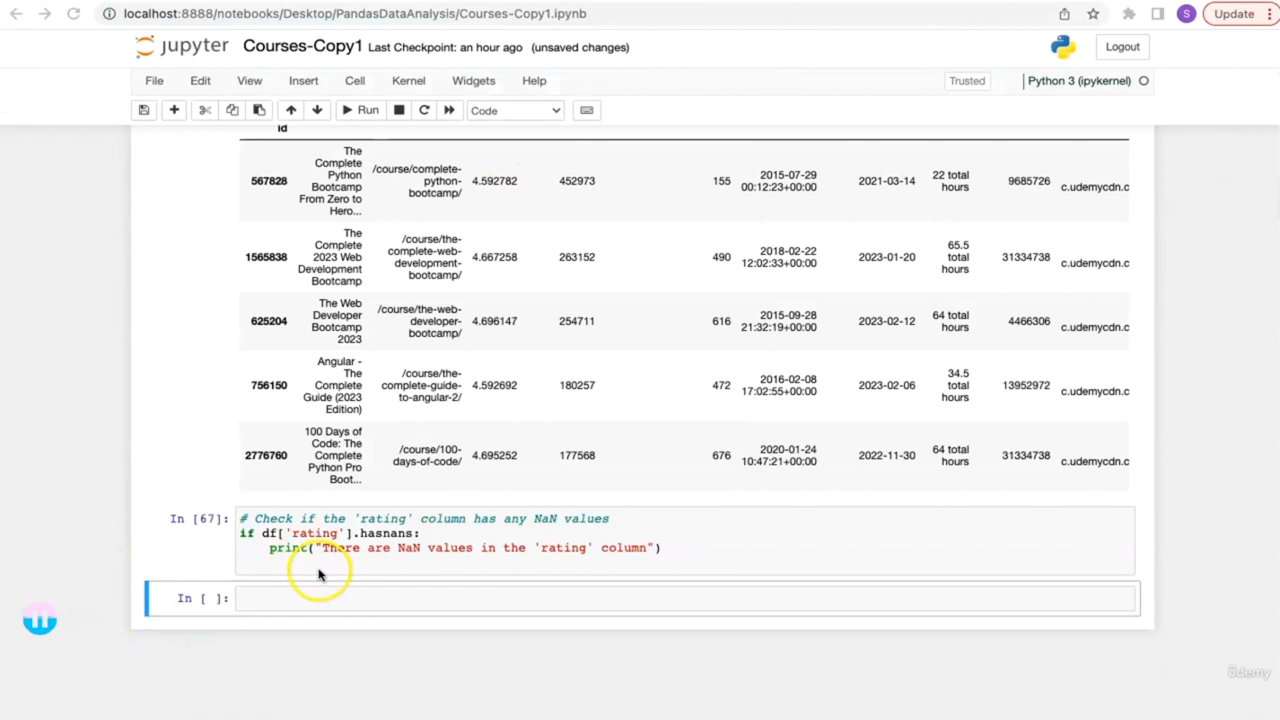 localhost:8888/notebooks/Desktop/PandasDataAnalysis/Courses-Copy1.ipynb
S
Update
jupyter Courses-Copy1 Last Checkpoint: an hour ago (unsaved changes)
Logout
File Edit View Insert Cell Kernel Widgets Help
Trusted
Python 3 (ipykernel)
Run
Code
id
The
Complete
Python
Bootcamp
From Zero to
Hero...
567828
/course/complete-
python-
bootcamp/
4.592782
452973
155
2015-07-29
00:12:23+00:00
2021-03-14
22 total
hours
9685726
c.udemycdn.c
The
Complete
2023 Web
Development
Bootcamp
1565838
/course/the-
complete-web-
development-
bootcamp/
4.667258
263152
490
2018-02-22
12:02:33+00:00
2023-01-20
65.5
total
hours
31334738
c.udemycdn.c
The Web
Developer
Bootcamp
2023
625204
/course/the-web-
developer-
bootcamp/
4.696147
254711
616
2015-09-28
21:32:19+00:00
2023-02-12
64 total
hours
4466306
c.udemycdn.c
Angular -
The
Complete
Guide (2023
Edition)
756150
/course/the-
complete-guide-
to-angular-2/
4.592692
180257
472
2016-02-08
17:02:55+00:00
2023-02-06
34.5
total
hours
13952972
c.udemycdn.c
100 Days of
Code: The
Complete
Python Pro
Boot...
2776760
/course/100-
days-of-code/
4.695252
177568
676
2020-01-24
10:47:21+00:00
2022-11-30
64 total
hours
31334738
c.udemycdn.c
In [67]:
# Check if the 'rating' column has any NaN values
if df['rating'].hasnans:
print("There are NaN values in the 'rating' column")
In [ ]:
ûdemy